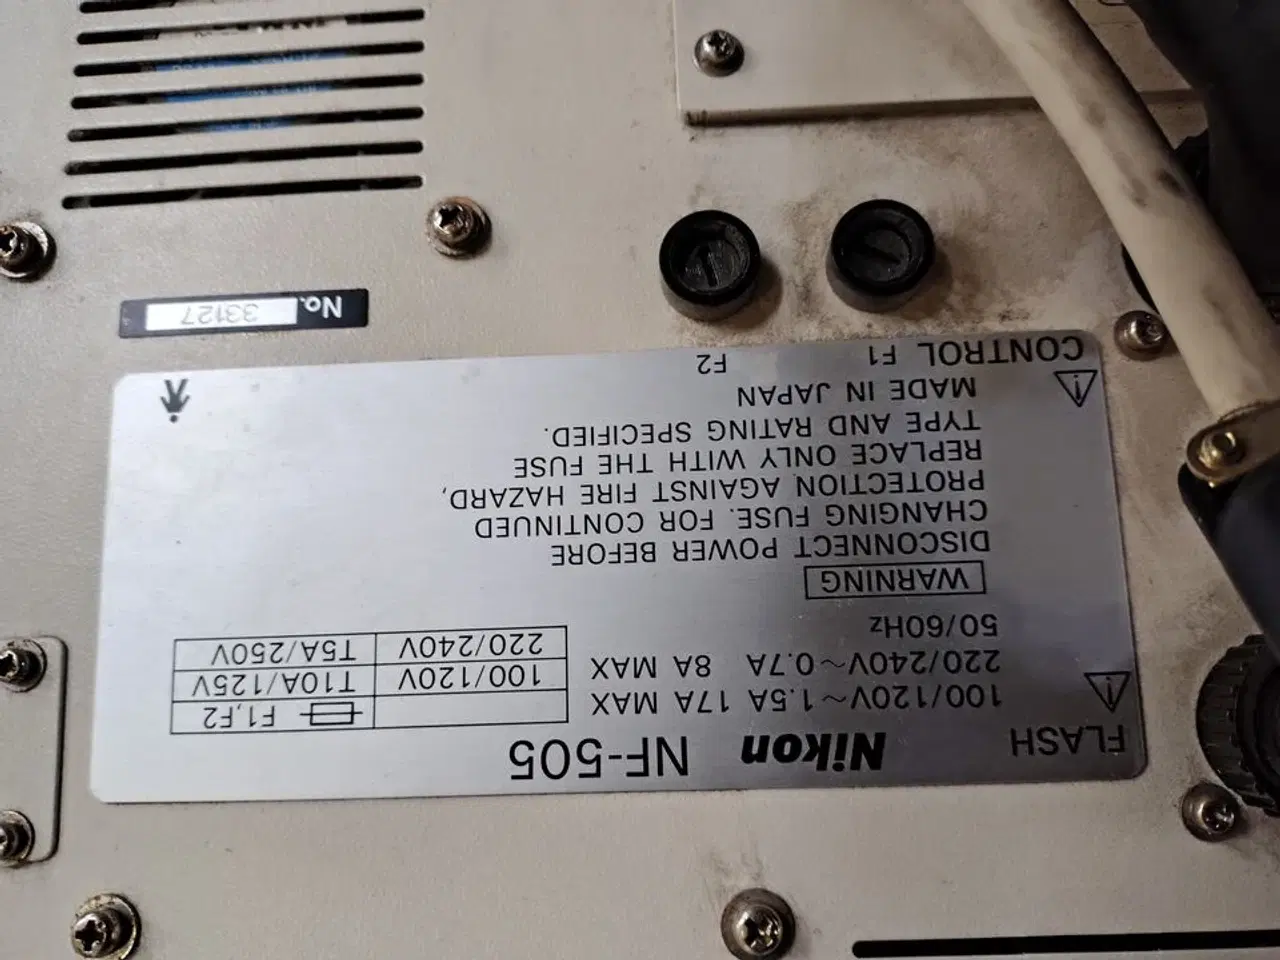 FLASH
Nikon NF-505
100/120V~1.5A 17A MAX
220/240V~0.7A 8A MAX
50/60Hz
F1,F2
100/120V T10A/125V
220/240V T5A/250V
WARNING
DISCONNECT POWER BEFORE
CHANGING FUSE. FOR CONTINUED
PROTECTION AGAINST FIRE HAZARD,
REPLACE ONLY WITH THE FUSE
TYPE AND RATING SPECIFIED.
MADE IN JAPAN
CONTROL F1 F2
No. 33127